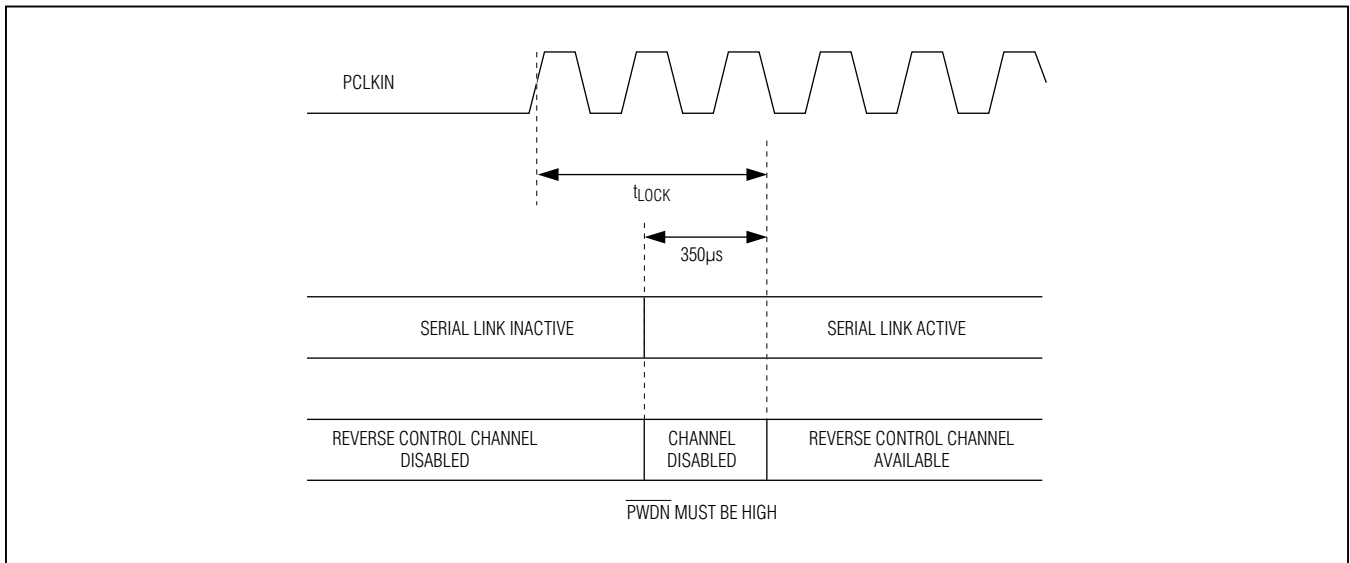 PCLKIN
tLOCK
350µs
SERIAL LINK INACTIVE
SERIAL LINK ACTIVE
REVERSE CONTROL CHANNEL
DISABLED
CHANNEL
DISABLED
REVERSE CONTROL CHANNEL
AVAILABLE
PWDN MUST BE HIGH